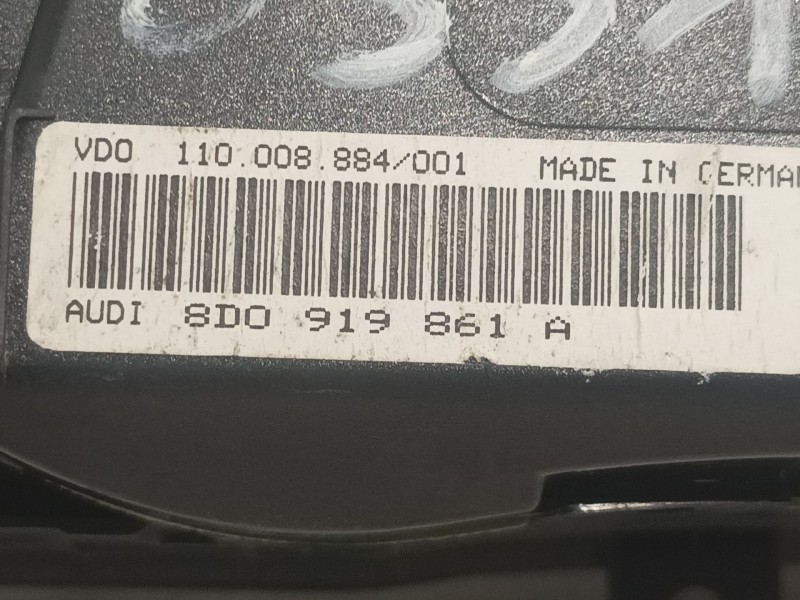 VDO 110.008.884/001 MADE IN GERMAN
AUDI 8D0 919 861 A